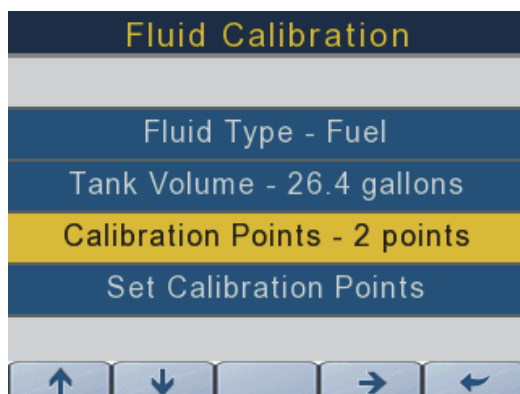 Fluid Calibration
Fluid Type - Fuel
Tank Volume - 26.4 gallons
Calibration Points - 2 points
Set Calibration Points